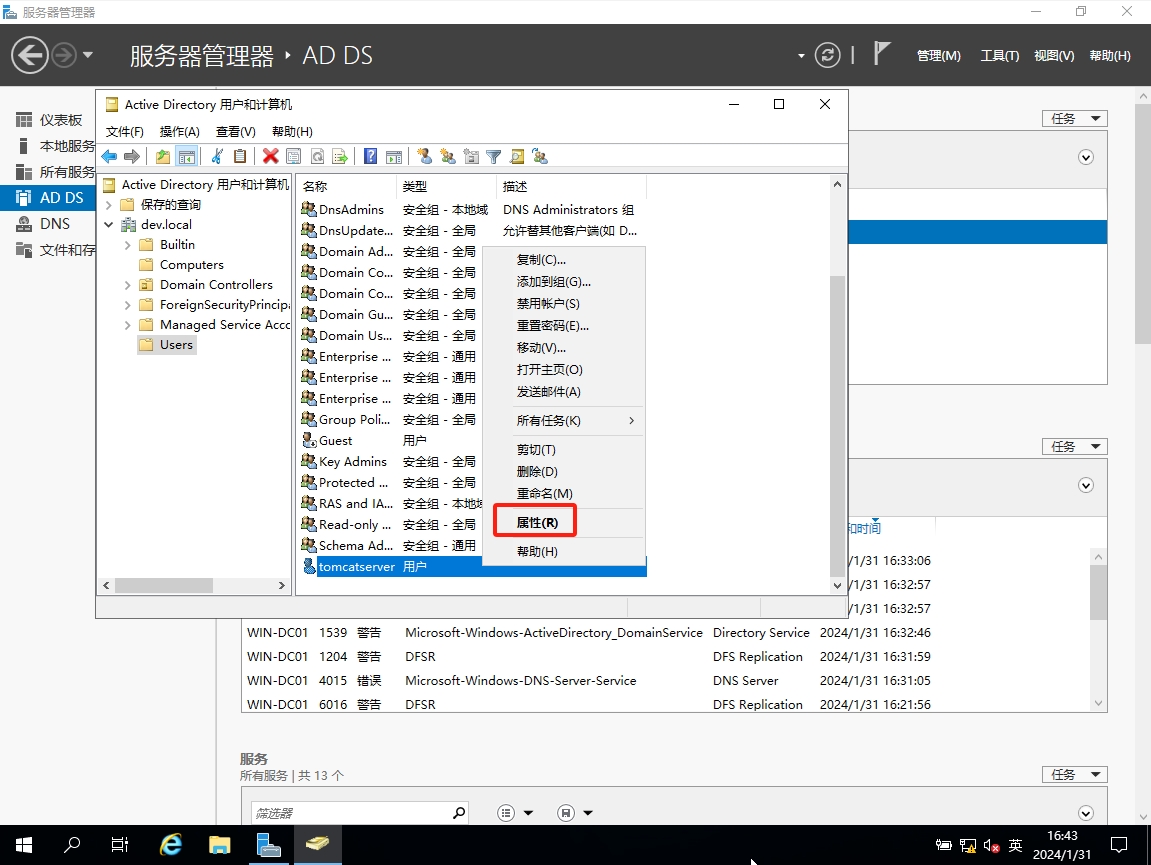 服务器管理器
服务器管理器 AD DS
管理(M) 工具(T) 视图(V) 帮助(H)
仪表板
本地服务
所有服务
AD DS
DNS
文件和存
任务
Active Directory 用户和计算机
文件(F) 操作(A) 查看(V) 帮助(H)
Active Directory 用户和计算机
保存的查询
dev.local
Builtin
Computers
Domain Controllers
ForeignSecurityPrincipa
Managed Service Acco
Users
名称 类型 描述
DnsAdmins 安全组 - 本地域 DNS Administrators 组
DnsUpdate... 安全组 - 全局 允许替其他客户端(如 D...
Domain Ad... 安全组 - 全局
Domain Co... 安全组 - 全局
Domain Co... 安全组 - 全局
Domain Gu... 安全组 - 全局
Domain Us... 安全组 - 全局
Enterprise ... 安全组 - 通用
Enterprise ... 安全组 - 通用
Enterprise ... 安全组 - 通用
Group Poli... 安全组 - 全局
Guest 用户
Key Admins 安全组 - 全局
Protected ... 安全组 - 全局
RAS and IA... 安全组 - 本地域
Read-only ... 安全组 - 全局
Schema Ad... 安全组 - 通用
tomcatserver 用户
复制(C)...
添加到组(G)...
禁用帐户(S)
重置密码(E)...
移动(V)...
打开主页(O)
发送邮件(A)
所有任务(K)
剪切(T)
删除(D)
重命名(M)
属性(R)
帮助(H)
任务
和时间
/1/31 16:33:06
/1/31 16:32:57
/1/31 16:32:57
WIN-DC01 1539 警告 Microsoft-Windows-ActiveDirectory_DomainService Directory Service 2024/1/31 16:32:46
WIN-DC01 1204 警告 DFSR DFS Replication 2024/1/31 16:31:59
WIN-DC01 4015 错误 Microsoft-Windows-DNS-Server-Service DNS Server 2024/1/31 16:31:05
WIN-DC01 6016 警告 DFSR DFS Replication 2024/1/31 16:21:56
服务
所有服务 | 共 13 个
任务
筛选器
英
16:43
2024/1/31